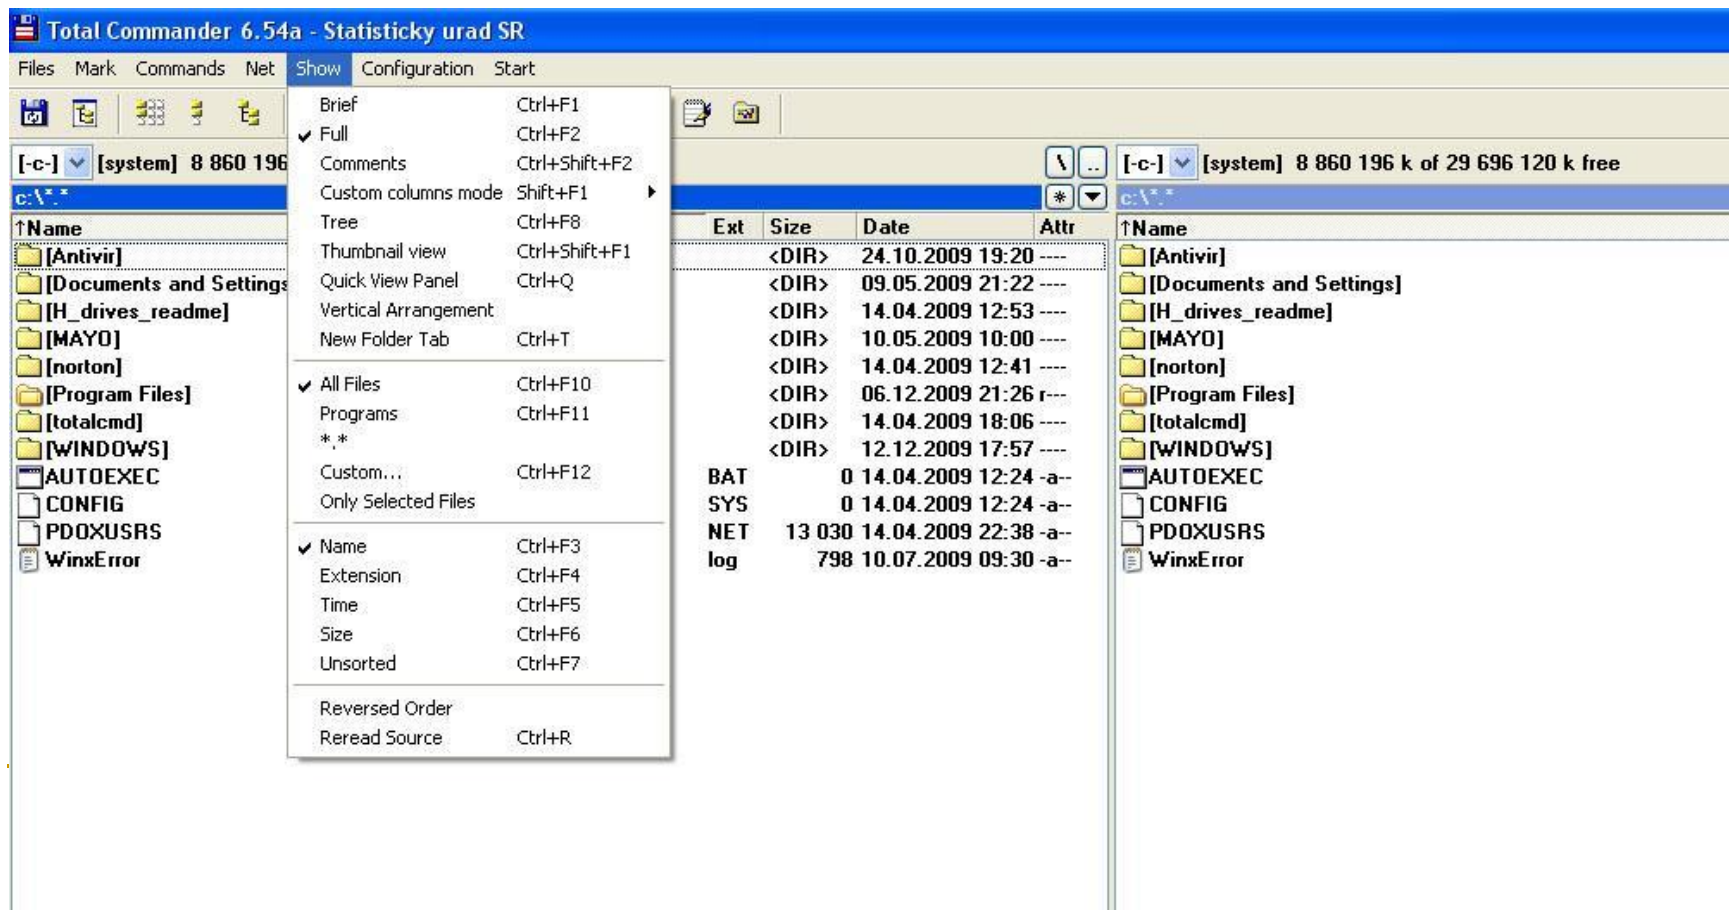 Total Commander 6.54a - Statisticky urad SR
Files Mark Commands Net Show Configuration Start
Brief Ctrl+F1
Full Ctrl+F2
Comments Ctrl+Shift+F2
Custom columns mode Shift+F1
Tree Ctrl+F8
Thumbnail view Ctrl+Shift+F1
Quick View Panel Ctrl+Q
Vertical Arrangement
New Folder Tab Ctrl+T
All Files Ctrl+F10
Programs Ctrl+F11
*.*
Custom... Ctrl+F12
Only Selected Files
Name Ctrl+F3
Extension Ctrl+F4
Time Ctrl+F5
Size Ctrl+F6
Unsorted Ctrl+F7
Reversed Order
Reread Source Ctrl+R
[-c-] [system] 8 860 196 \ ..
c:\*.* *
↑Name Ext Size Date Attr
[Antivir] <DIR> 24.10.2009 19:20 ----
[Documents and Settings <DIR> 09.05.2009 21:22 ----
[H_drives_readme] <DIR> 14.04.2009 12:53 ----
[MAYO] <DIR> 10.05.2009 10:00 ----
[norton] <DIR> 14.04.2009 12:41 ----
[Program Files] <DIR> 06.12.2009 21:26 r---
[totalcmd] <DIR> 14.04.2009 18:06 ----
[WINDOWS] <DIR> 12.12.2009 17:57 ----
AUTOEXEC BAT 0 14.04.2009 12:24 -a--
CONFIG SYS 0 14.04.2009 12:24 -a--
PDOXUSRS NET 13 030 14.04.2009 22:38 -a--
WinxError log 798 10.07.2009 09:30 -a--
[-c-] [system] 8 860 196 k of 29 696 120 k free
c:\*.*
↑Name
[Antivir]
[Documents and Settings]
[H_drives_readme]
[MAYO]
[norton]
[Program Files]
[totalcmd]
[WINDOWS]
AUTOEXEC
CONFIG
PDOXUSRS
WinxError